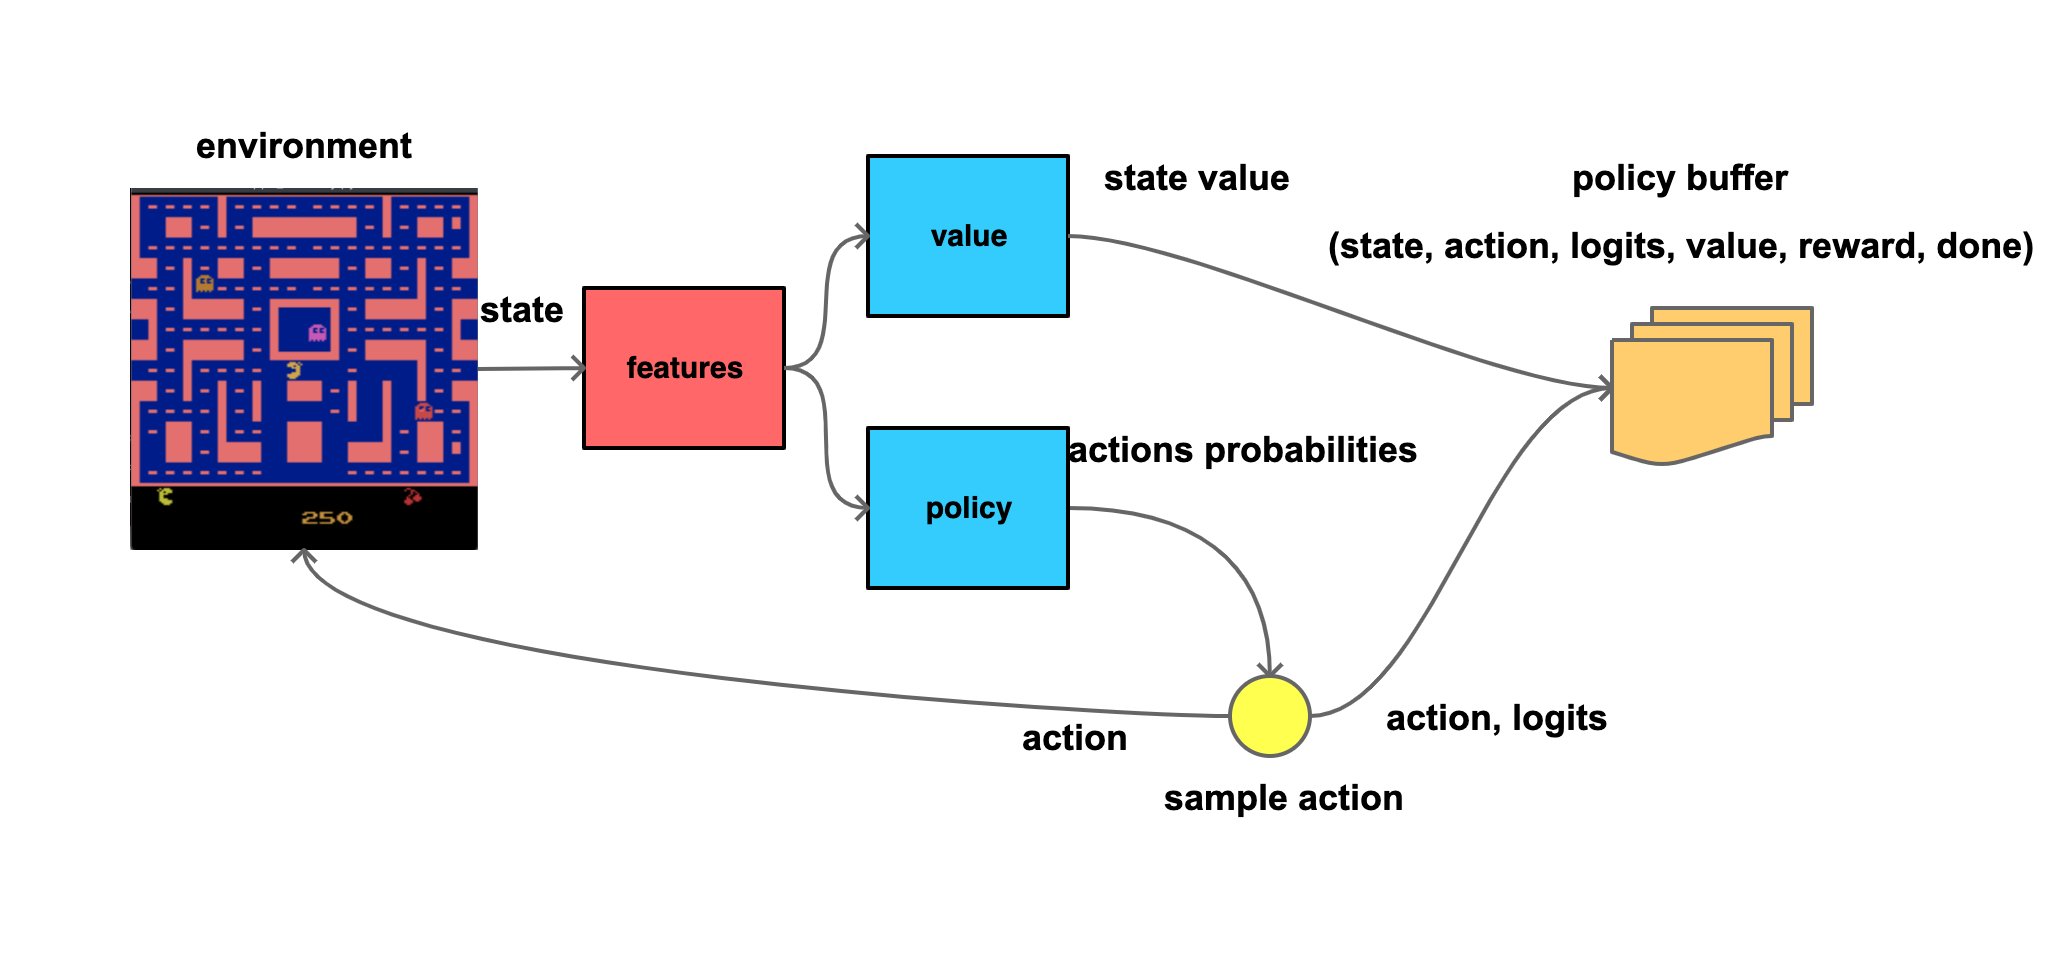 environment
state
features
value
policy
state value
actions probabilities
policy buffer
(state, action, logits, value, reward, done)
250
action
action, logits
sample action